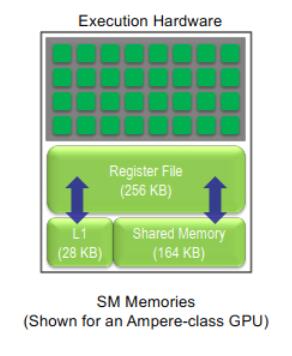 Execution Hardware
Register File
(256 KB)
L1
(28 KB)
Shared Memory
(164 KB)
SM Memories
(Shown for an Ampere-class GPU)